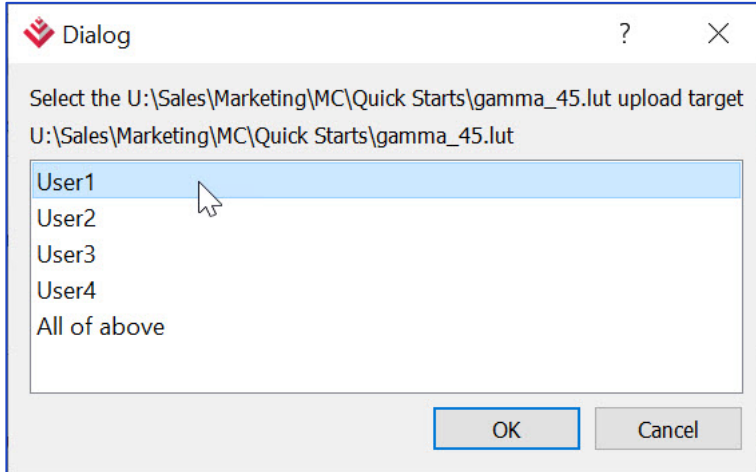 Dialog
?
Select the U:\Sales\Marketing\MC\Quick Starts\gamma_45.lut upload target
U:\Sales\Marketing\MC\Quick Starts\gamma_45.lut
User1
User2
User3
User4
All of above
OK
Cancel